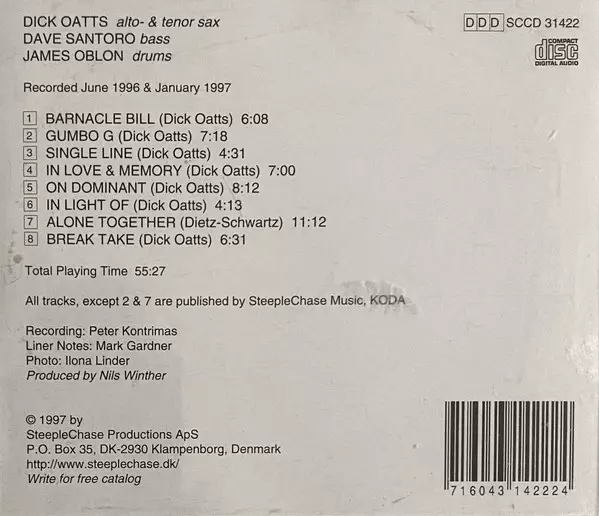 DICK OATTS alto- & tenor sax
DAVE SANTORO bass
JAMES OBLON drums
DDD SCCD 31422
COMPACT
disc
DIGITAL AUDIO
Recorded June 1996 & January 1997
1 BARNACLE BILL (Dick Oatts) 6:08
2 GUMBO G (Dick Oatts) 7:18
3 SINGLE LINE (Dick Oatts) 4:31
4 IN LOVE & MEMORY (Dick Oatts) 7:00
5 ON DOMINANT (Dick Oatts) 8:12
6 IN LIGHT OF (Dick Oatts) 4:13
7 ALONE TOGETHER (Dietz-Schwartz) 11:12
8 BREAK TAKE (Dick Oatts) 6:31
Total Playing Time 55:27
All tracks, except 2 & 7 are published by SteepleChase Music, KODA
Recording: Peter Kontrimas
Liner Notes: Mark Gardner
Photo: Ilona Linder
Produced by Nils Winther
© 1997 by
SteepleChase Productions ApS
P.O. Box 35, DK-2930 Klampenborg, Denmark
http://www.steeplechase.dk/
Write for free catalog
7 16043 14222 4